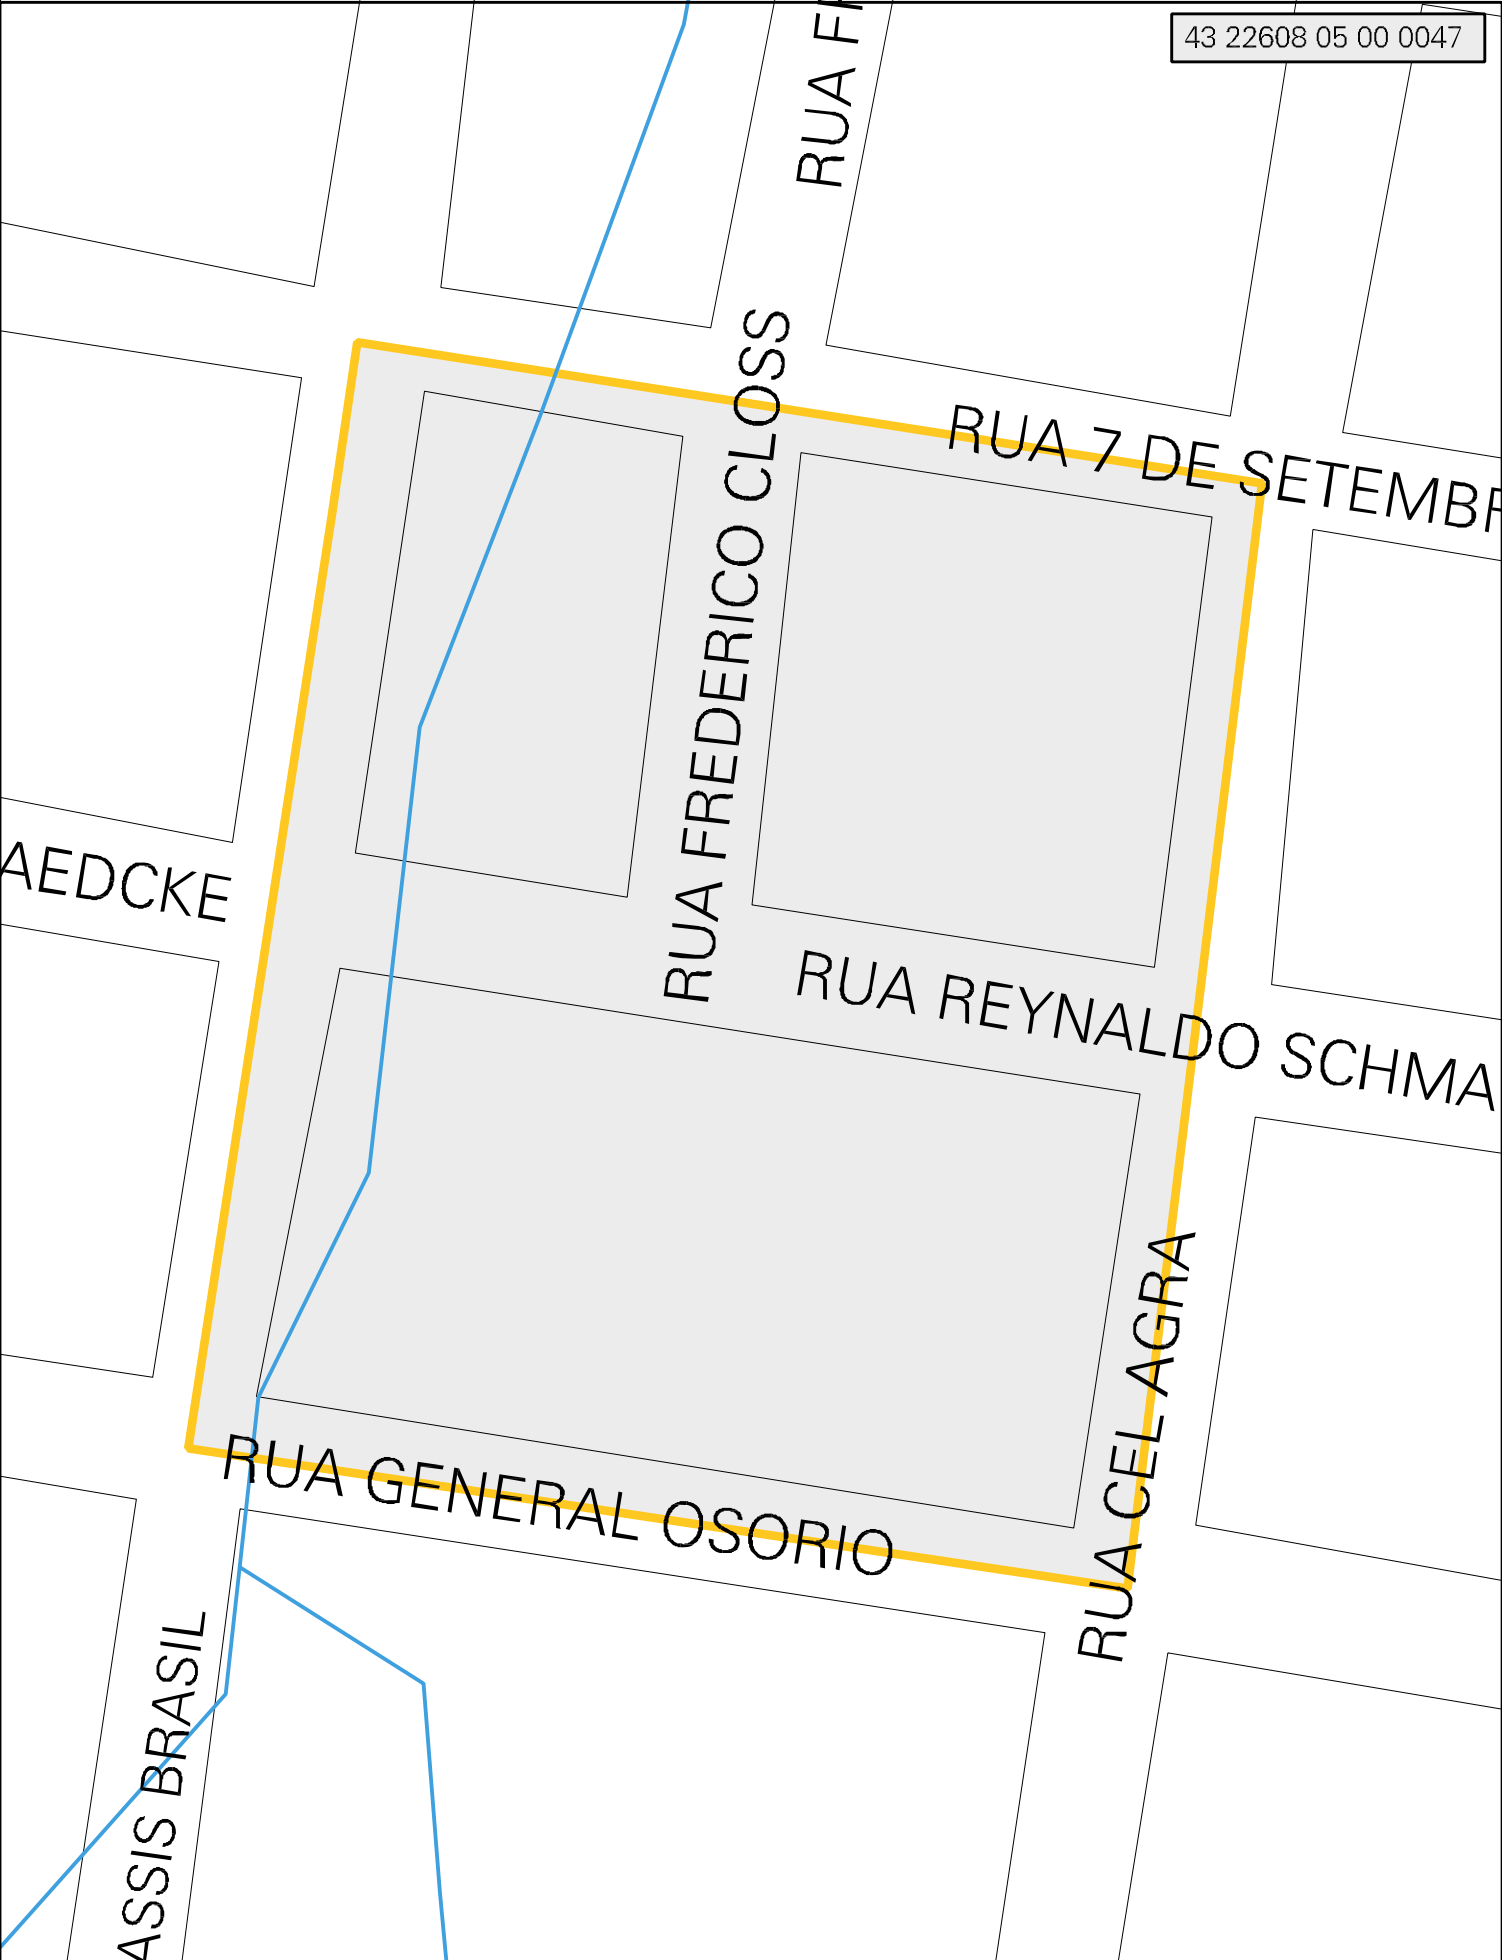 43 22608 05 00 0047
RUA
RUA 7 DE
RUA FREDERICO CLOSS
AEDCKE
RUA REYNALDO SCHMA
RUA CEL AGRA
RUA GENERAL OSORIO
ASSIS BRASIL